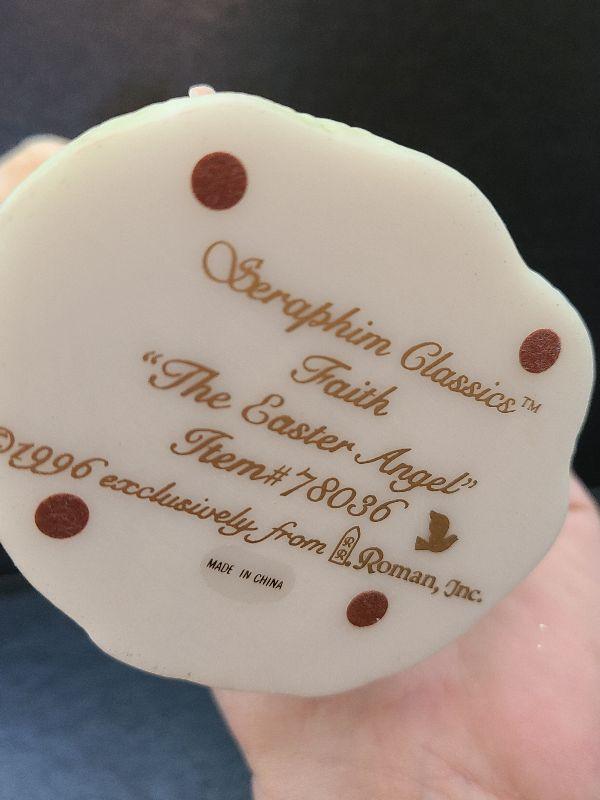 Seraphim Classics™
Faith
“The Easter Angel”
Item# 78036
©1996 exclusively from R.R. Roman, Inc.
MADE IN CHINA